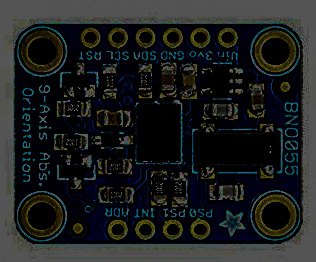 Vin 3vo GND SDA SCL RST
9-Axis Abs.
Orientation
BNO055
PS0 PS1 INT ADR